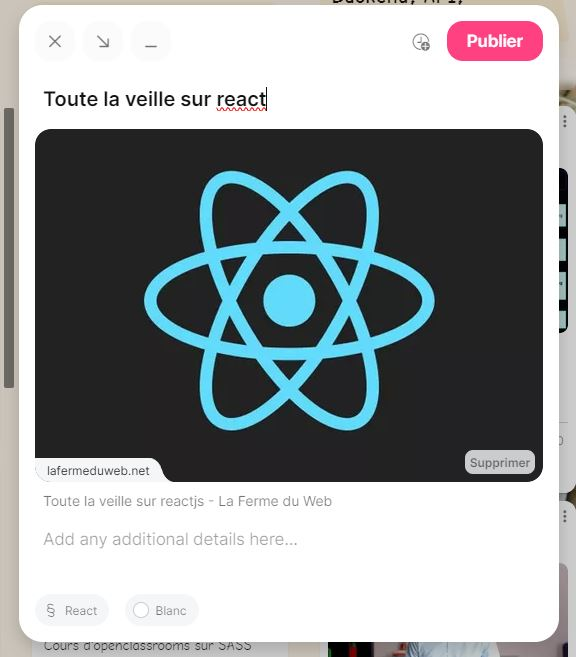 Publier
Toute la veille sur react
lafermeduweb.net
Supprimer
Toute la veille sur reactjs - La Ferme du Web
Add any additional details here...
§ React
Blanc
Cours d'openclassrooms sur SASS